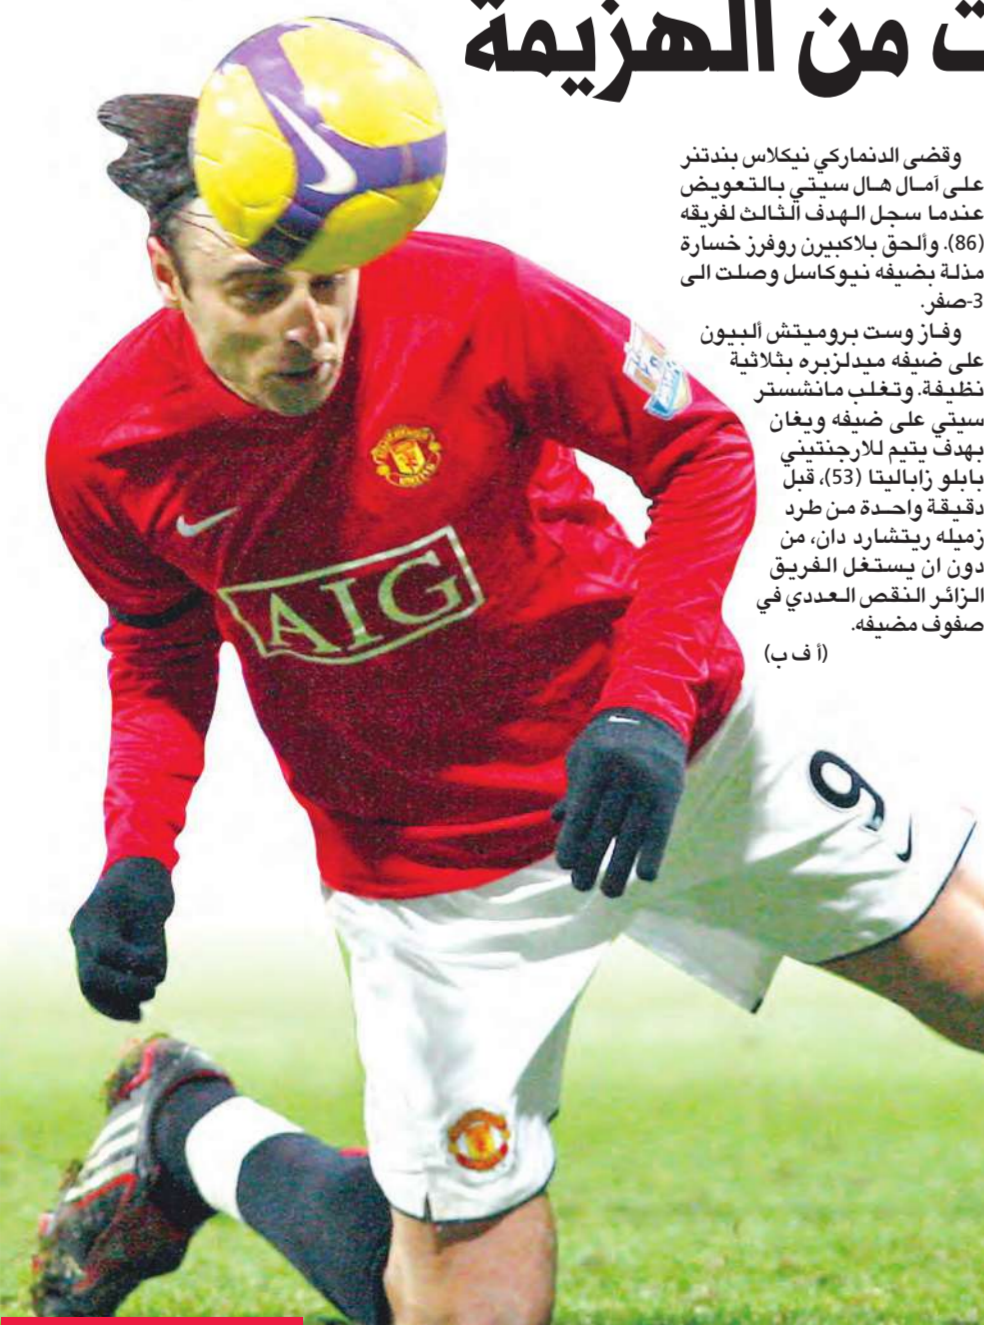 من الهزيمة
وقضى الدنماركي نيكلاس بندتنر
على آمال هال سيتي بالتعويض
عندما سجل الهدف الثالث لفريقه
(86). وألحق بلاكبيرن روفرز خسارة
مذلة بضيفه نيوكاسل وصلت الى
3-صفر.
وفاز وست بروميتش ألبيون
على ضيفه ميدلزبره بثلاثية
نظيفة. وتغلب مانشستر
سيتي على ضيفه ويغان
بهدف يتيم للارجنتيني
بابلو زاباليتا (53)، قبل
دقيقة واحدة من طرد
زميله ريتشارد دان، من
دون ان يستغل الفريق
الزائر النقص العددي في
صفوف مضيفه.
(أ ف ب)
AIG
9